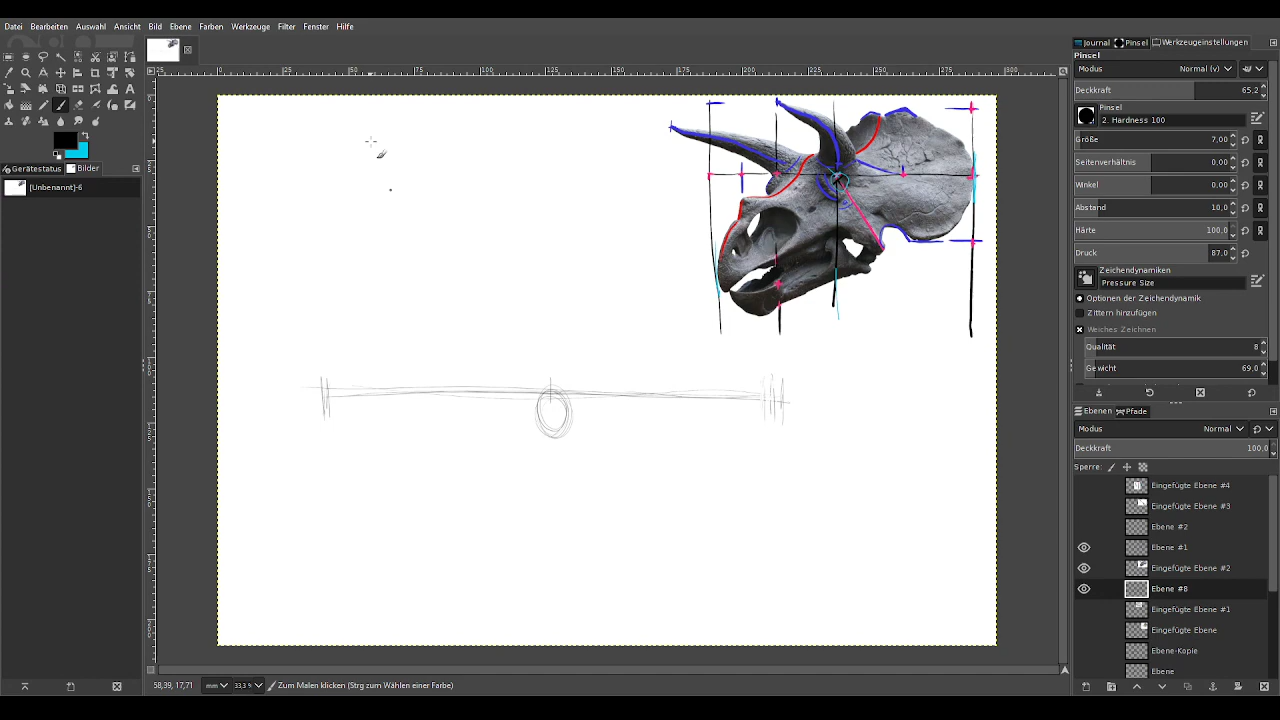 Datei Bearbeiten Auswahl Ansicht Bild Ebene Farben Werkzeuge Filter Fenster Hilfe
Journal Pinsel Werkzeugeinstellungen
Pinsel
Modus Normal (v)
Deckkraft 65,2
Pinsel
2. Hardness 100
Größe 7,00
Seitenverhältnis 0,00
Winkel 0,00
Abstand 10,0
Härte 100,0
Druck 87,0
Zeichendynamiken
Pressure Size
Optionen der Zeichendynamik
Zittern hinzufügen
Weiches Zeichnen
Qualität 8
Gewicht 69,0
Gerätestatus Bilder
[Unbenannt]-6
Ebenen Pfade
Modus Normal
Deckkraft 100,0
Sperre:
Eingefügte Ebene #4
Eingefügte Ebene #3
Ebene #2
Ebene #1
Eingefügte Ebene #2
Ebene #8
Eingefügte Ebene #1
Eingefügte Ebene
Ebene-Kopie
Ebene
58,39, 17,71 mm 33,3 % Zum Malen klicken (Strg zum Wählen einer Farbe)